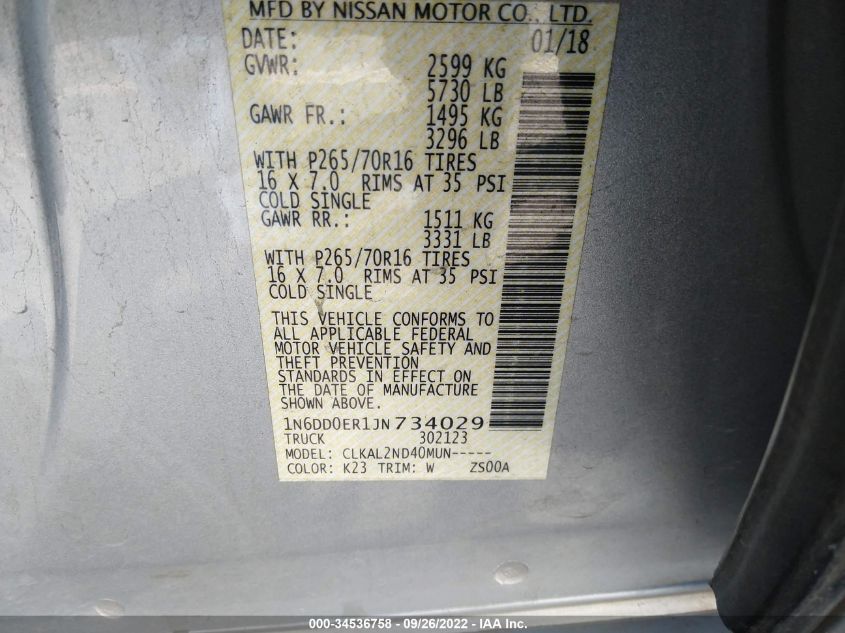 MFD BY NISSAN MOTOR CO., LTD.
DATE: 01/18
GVWR: 2599 KG
5730 LB
GAWR FR.: 1495 KG
3296 LB
WITH P265/70R16 TIRES
16 X 7.0 RIMS AT 35 PSI
COLD SINGLE
GAWR RR.: 1511 KG
3331 LB
WITH P265/70R16 TIRES
16 X 7.0 RIMS AT 35 PSI
COLD SINGLE
THIS VEHICLE CONFORMS TO
ALL APPLICABLE FEDERAL
MOTOR VEHICLE SAFETY AND
THEFT PREVENTION
STANDARDS IN EFFECT ON
THE DATE OF MANUFACTURE
SHOWN ABOVE.
1N6DD0ER1JN734029
TRUCK 302123
MODEL: CLKAL2ND40MUN-----
COLOR: K23 TRIM: W ZS00A
000-34536758 - 09/26/2022 - IAA Inc.